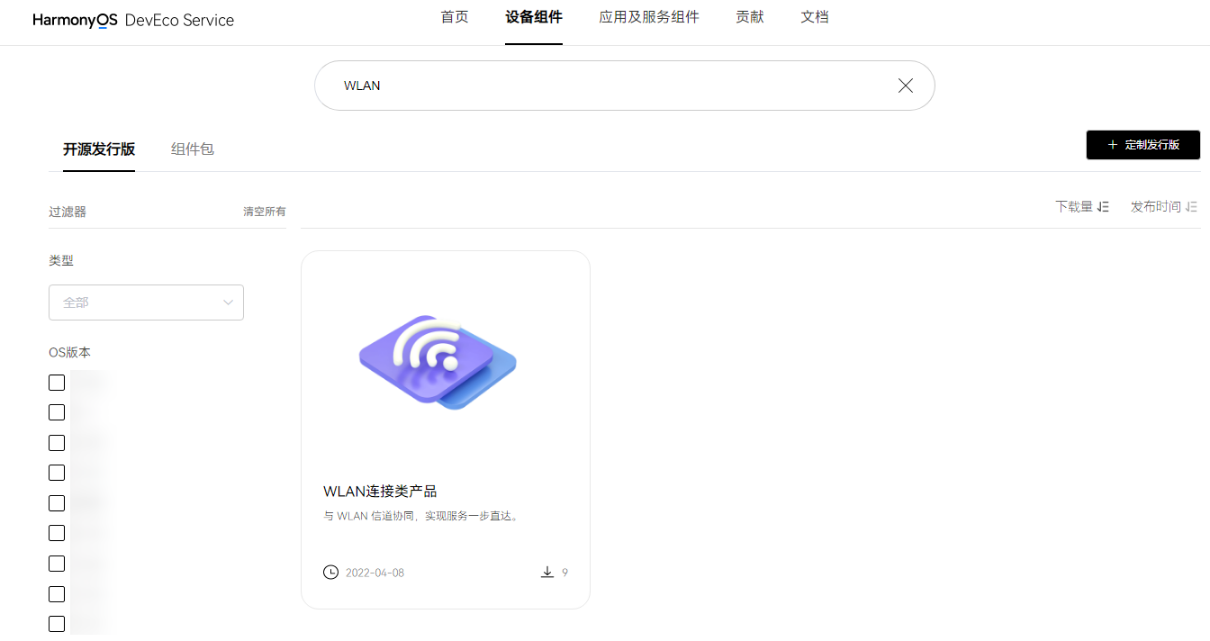 HarmonyOS DevEco Service 首页 设备组件 应用及服务组件 贡献 文档
WLAN
开源发行版 组件包
+ 定制发行版
过滤器 清空所有
下载量 发布时间
类型
全部
OS版本
WLAN连接类产品
与 WLAN 信道协同，实现服务一步直达。
2022-04-08 9